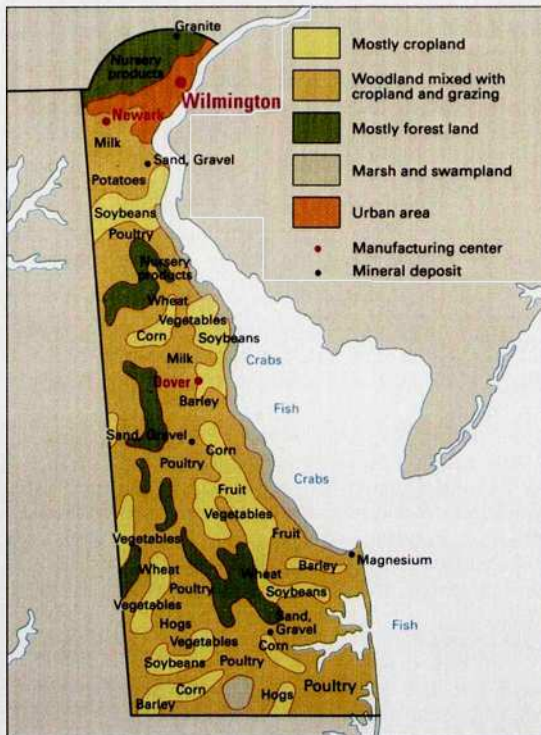 Granite
Nursery
products
Wilmington
Newark
Milk
Sand, Gravel
Potatoes
Soybeans
Poultry
Nursery
products
Wheat
Vegetables
Corn
Soybeans
Milk
Crabs
Dover
Barley
Fish
Sand, Gravel
Corn
Poultry
Crabs
Fruit
Vegetables
Fruit
Vegetables
Magnesium
Wheat
Wheat
Barley
Poultry
Soybeans
Vegetables
Sand,
Gravel
Hogs
Fish
Vegetables
Corn
Soybeans
Poultry
Corn
Hogs
Poultry
Barley
Mostly cropland
Woodland mixed with
cropland and grazing
Mostly forest land
Marsh and swampland
Urban area
Manufacturing center
Mineral deposit